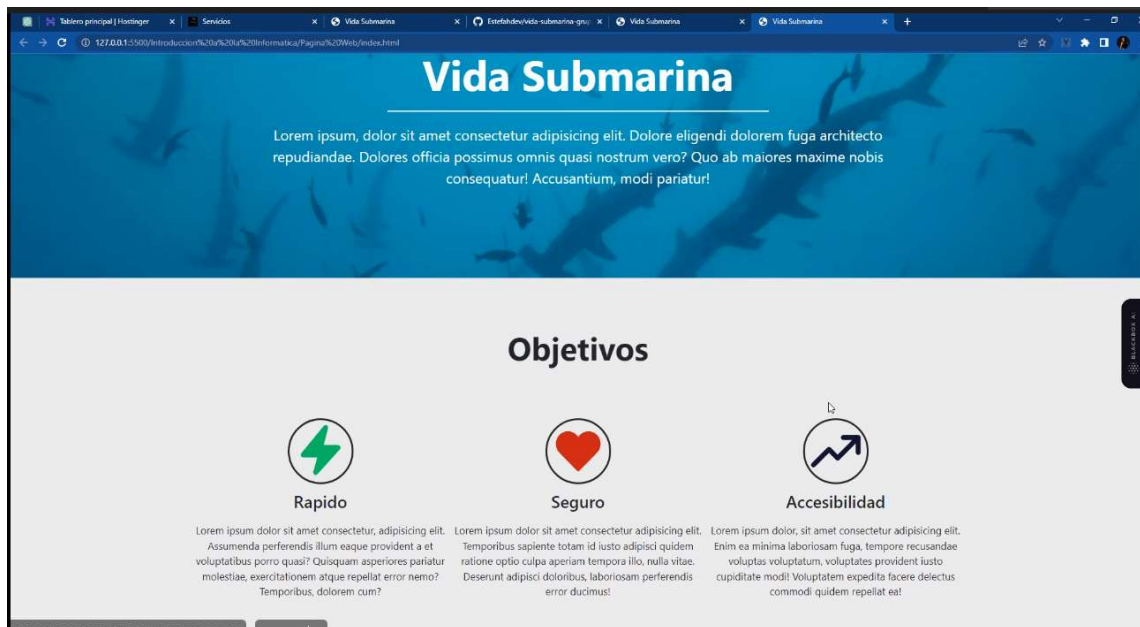 Tablero principal | Hostinger
Servicios
Vida Submarina
Estefahdev/vida-submarina-grup
Vida Submarina
Vida Submarina
127.0.0.1:5500/Introduccion%20a%20la%20Informatica/Pagina%20Web/index.html
Vida Submarina
Lorem ipsum, dolor sit amet consectetur adipisicing elit. Dolore eligendi dolorem fuga architecto
repudiandae. Dolores officia possimus omnis quasi nostrum vero? Quo ab maiores maxime nobis
consequatur! Accusantium, modi pariatur!
BLACKBOX AI
Objetivos
Rapido
Lorem ipsum dolor sit amet consectetur, adipisicing elit.
Assumenda perferendis illum eaque provident a et
voluptatibus porro quasi? Quisquam asperiores pariatur
molestiae, exercitationem atque repellat error nemo?
Temporibus, dolorem cum?
Seguro
Lorem ipsum dolor sit amet consectetur adipisicing elit.
Temporibus sapiente totam id iusto adipisci quidem
ratione optio culpa aperiam tempora illo, nulla vitae.
Deserunt adipisci doloribus, laboriosam perferendis
error ducimus!
Accesibilidad
Lorem ipsum dolor, sit amet consectetur adipisicing elit.
Enim ea minima laboriosam fuga, tempore recusandae
voluptas voluptatum, voluptates provident iusto
cupiditate modi! Voluptatem expedita facere delectus
commodi quidem repellat ea!